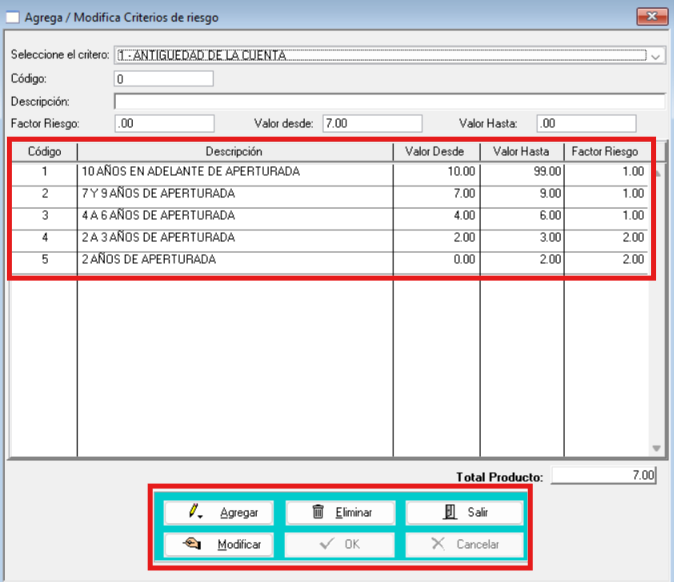 Agrega / Modifica Criterios de riesgo
Seleccione el critero: 1 - ANTIGUEDAD DE LA CUENTA
Código: 0
Descripción:
Factor Riesgo: .00 Valor desde: 7.00 Valor Hasta: .00
Código Descripción Valor Desde Valor Hasta Factor Riesgo
1 10 AÑOS EN ADELANTE DE APERTURADA 10.00 99.00 1.00
2 7 Y 9 AÑOS DE APERTURADA 7.00 9.00 1.00
3 4 A 6 AÑOS DE APERTURADA 4.00 6.00 1.00
4 2 A 3 AÑOS DE APERTURADA 2.00 3.00 2.00
5 2 AÑOS DE APERTURADA 0.00 2.00 2.00
Total Producto: 7.00
Agregar Eliminar Salir
Modificar OK Cancelar